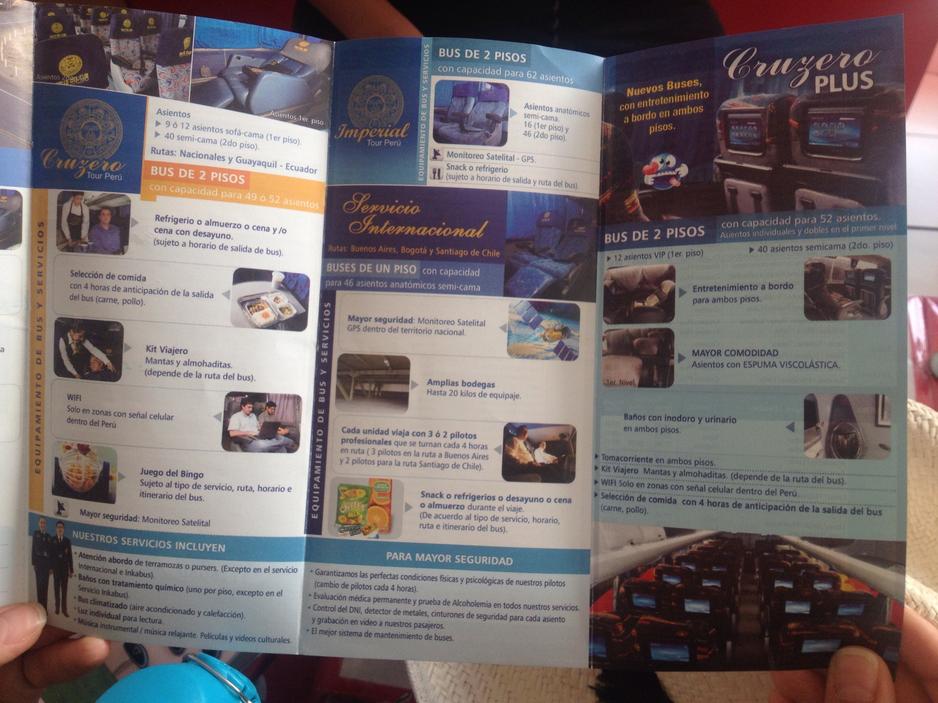 Asientos 1er piso.
Cruzero
Tour Perú
Asientos
▶ 9 ó 12 asientos sofá-cama (1er piso).
▶ 40 semi-cama (2do. piso).
Rutas: Nacionales y Guayaquil - Ecuador
BUS DE 2 PISOS
con capacidad para 49 ó 52 asientos
EQUIPAMIENTO DE BUS Y SERVICIOS
Refrigerio o almuerzo o cena y /o
cena con desayuno.
(sujeto a horario de salida de bus).
Selección de comida
con 4 horas de anticipación de la salida
del bus (carne, pollo).
Kit Viajero
Mantas y almohaditas.
(depende de la ruta del bus).
WIFI
Solo en zonas con señal celular
dentro del Perú
Juego del Bingo
Sujeto al tipo de servicio, ruta, horario e
itinerario del bus.
Mayor seguridad: Monitoreo Satelital
NUESTROS SERVICIOS INCLUYEN
• Atención abordo de terramozas o pursers. (Excepto en el servicio
Internacional e Inkabus).
• Baños con tratamiento químico (uno por piso, excepto en el
Servicio Inkabus).
• Bus climatizado (aire acondicionado y calefacción).
• Luz individual para lectura.
• Música instrumental / música relajante. Películas y videos culturales.
Imperial
Tour Perú
EQUIPAMIENTO DE BUS Y SERVICIOS
BUS DE 2 PISOS
con capacidad para 62 asientos
Asientos anatómicos
semi-cama.
16 (1er piso) y
46 (2do. piso).
Monitoreo Satelital - GPS.
Snack o refrigerio
(sujeto a horario de salida y ruta del bus).
Servicio
Internacional
Rutas: Buenos Aires, Bogotá y Santiago de Chile
BUSES DE UN PISO con capacidad
para 46 asientos anatómicos semi-cama
EQUIPAMIENTO DE BUS Y SERVICIOS
Mayor seguridad: Monitoreo Satelital
GPS dentro del territorio nacional.
Amplias bodegas
Hasta 20 kilos de equipaje.
Cada unidad viaja con 3 ó 2 pilotos
profesionales que se turnan cada 4 horas
en ruta ( 3 pilotos en la ruta a Buenos Aires
y 2 pilotos para la ruta Santiago de Chile).
Snack o refrigerios o desayuno o cena
o almuerzo durante el viaje.
(De acuerdo al tipo de servicio, horario,
ruta e itinerario del bus).
PARA MAYOR SEGURIDAD
• Garantizamos las perfectas condiciones físicas y psicológicas de nuestros pilotos
(cambio de pilotos cada 4 horas).
• Evaluación médica permanente y prueba de Alcoholemia en todos nuestros servicios.
• Control del DNI, detector de metales, cinturones de seguridad para cada asiento
y grabación en video a nuestros pasajeros.
• El mejor sistema de mantenimiento de buses.
Cruzero
PLUS
Nuevos Buses,
con entretenimiento
a bordo en ambos
pisos.
BUS DE 2 PISOS
con capacidad para 52 asientos.
Asientos individuales y dobles en el primer nivel
▶ 12 asientos VIP (1er. piso)
▶ 40 asientos semicama (2do. piso)
Entretenimiento a bordo
para ambos pisos.
MAYOR COMODIDAD
Asientos con ESPUMA VISCOLÁSTICA.
1er. Nivel
Baños con inodoro y urinario
en ambos pisos.
▶ Tomacorriente en ambos pisos.
▶ Kit Viajero Mantas y almohaditas. (depende de la ruta del bus).
▶ WIFI Solo en zonas con señal celular dentro del Perú.
▶ Selección de comida con 4 horas de anticipación de la salida del bus
(carne, pollo).